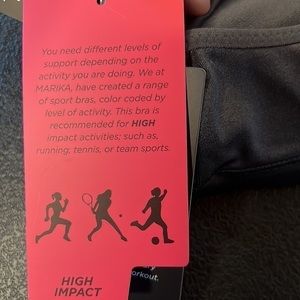 You need different levels of
support depending on the
activity you are doing. We at
MARIKA, have created a range
of sport bras, color coded by
level of activity. This bra is
recommended for HIGH
impact activities; such as,
running, tennis, or team sports.
HIGH
IMPACT
orkout.